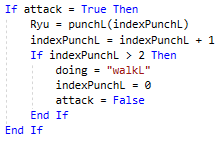 If attack = True Then
    Ryu = punchL(indexPunchL)
    indexPunchL = indexPunchL + 1
    If indexPunchL > 2 Then
        doing = "walkL"
        indexPunchL = 0
        attack = False
    End If
End If